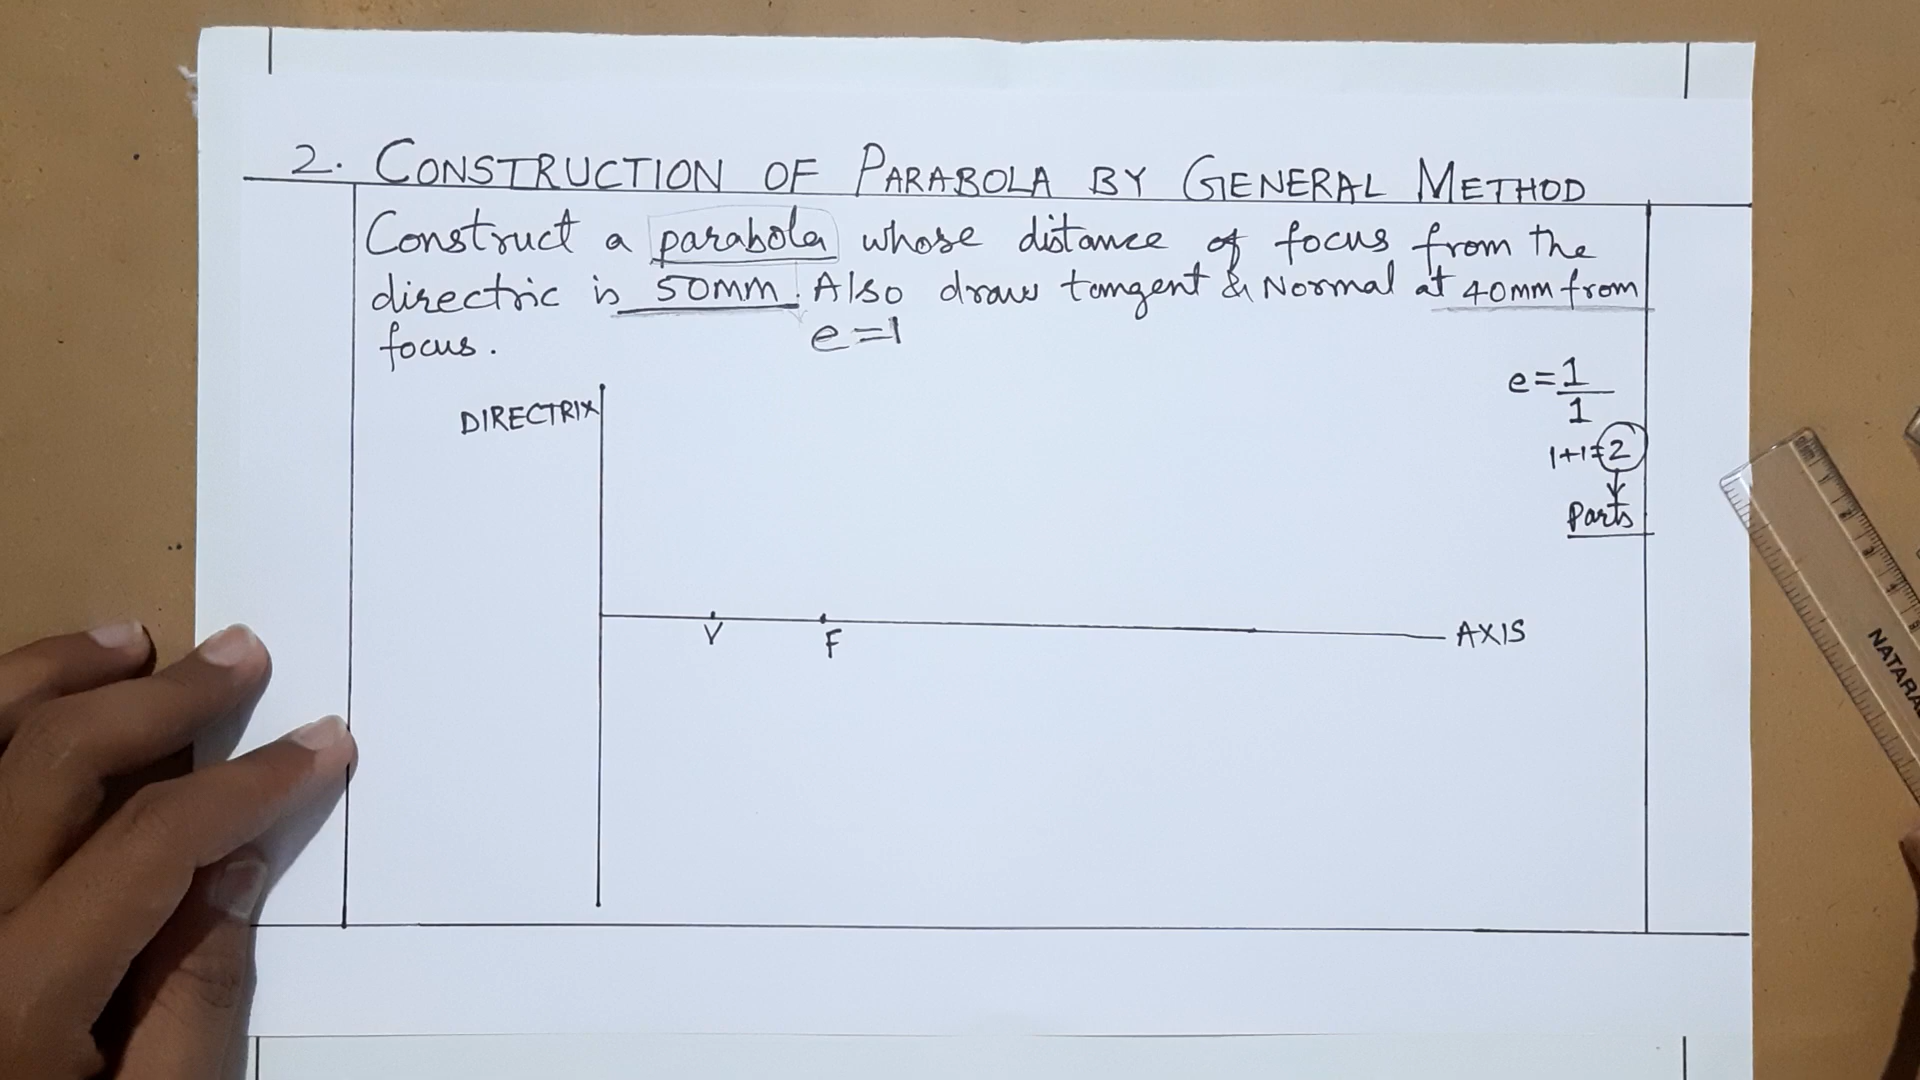 2. CONSTRUCTION OF PARABOLA BY GENERAL METHOD
Construct a parabola whose distance of focus from the
directric is 50mm. Also draw tangent & Normal at 40mm from
focus.
e=1
e=1/1
1+1=2
Parts
DIRECTRIX
V
F
AXIS